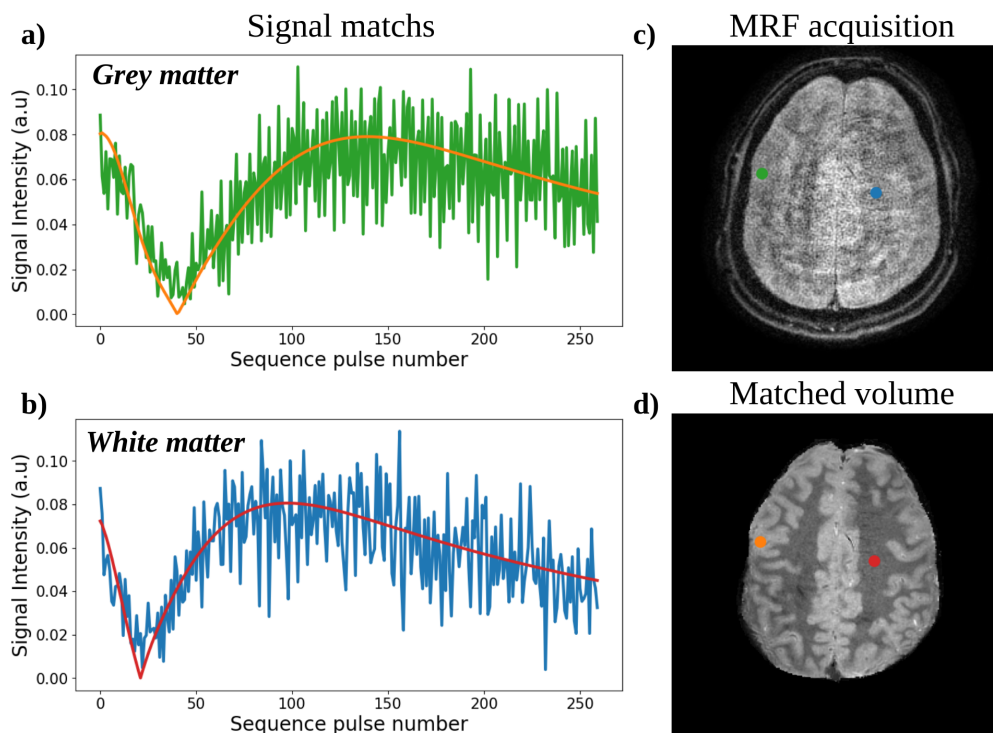 a)
Signal matchs
Grey matter
Signal Intensity (a.u)
0.10
0.08
0.06
0.04
0.02
0.00
0 50 100 150 200 250
Sequence pulse number
b)
White matter
Signal Intensity (a.u)
0.10
0.08
0.06
0.04
0.02
0.00
0 50 100 150 200 250
Sequence pulse number
c)
MRF acquisition
d)
Matched volume